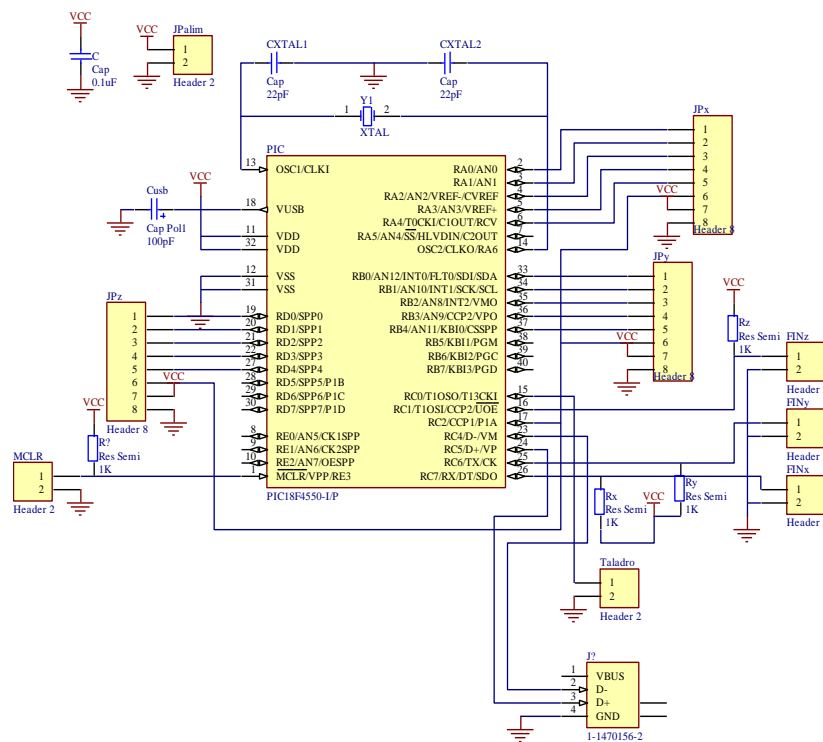 VCC
C
Cap
0.1uF
VCC
JPalim
1
2
Header 2
CXTAL1
Cap
22pF
CXTAL2
Cap
22pF
Y1
1
2
XTAL
JPx
1
2
3
4
5
6
7
8
VCC
Header 8
PIC
13 OSC1/CLKI
18 VUSB
11 VDD
32 VDD
12 VSS
31 VSS
19 RD0/SPP0
20 RD1/SPP1
21 RD2/SPP2
22 RD3/SPP3
27 RD4/SPP4
28 RD5/SPP5/P1B
29 RD6/SPP6/P1C
30 RD7/SPP7/P1D
8 RE0/AN5/CK1SPP
9 RE1/AN6/CK2SPP
10 RE2/AN7/OESPP
1 MCLR/VPP/RE3
RA0/AN0 2
RA1/AN1 3
RA2/AN2/VREF-/CVREF 4
RA3/AN3/VREF+ 5
RA4/T0CKI/C1OUT/RCV 6
RA5/AN4/SS/HLVDIN/C2OUT 7
OSC2/CLKO/RA6 14
RB0/AN12/INT0/FLT0/SDI/SDA 33
RB1/AN10/INT1/SCK/SCL 34
RB2/AN8/INT2/VMO 35
RB3/AN9/CCP2/VPO 36
RB4/AN11/KBI0/CSSPP 37
RB5/KBI1/PGM 38
RB6/KBI2/PGC 39
RB7/KBI3/PGD 40
RC0/T1OSO/T13CKI 15
RC1/T1OSI/CCP2/UOE 16
RC2/CCP1/P1A 17
RC4/D-/VM 23
RC5/D+/VP 24
RC6/TX/CK 25
RC7/RX/DT/SDO 26
PIC18F4550-I/P
VCC
Cusb
Cap Pol1
100pF
JPz
1
2
3
4
5
6
7
8
VCC
Header 8
VCC
R?
Res Semi
1K
MCLR
1
2
Header 2
JPy
1
2
3
4
5
6
7
8
VCC
Header 8
VCC
Rz
Res Semi
1K
FINz
1
2
Header
FINy
1
2
Header
FINx
1
2
Header
Rx
Res Semi
1K
VCC
Ry
Res Semi
1K
Taladro
1
2
Header 2
J?
1 VBUS
2 D-
3 D+
4 GND
1-1470156-2